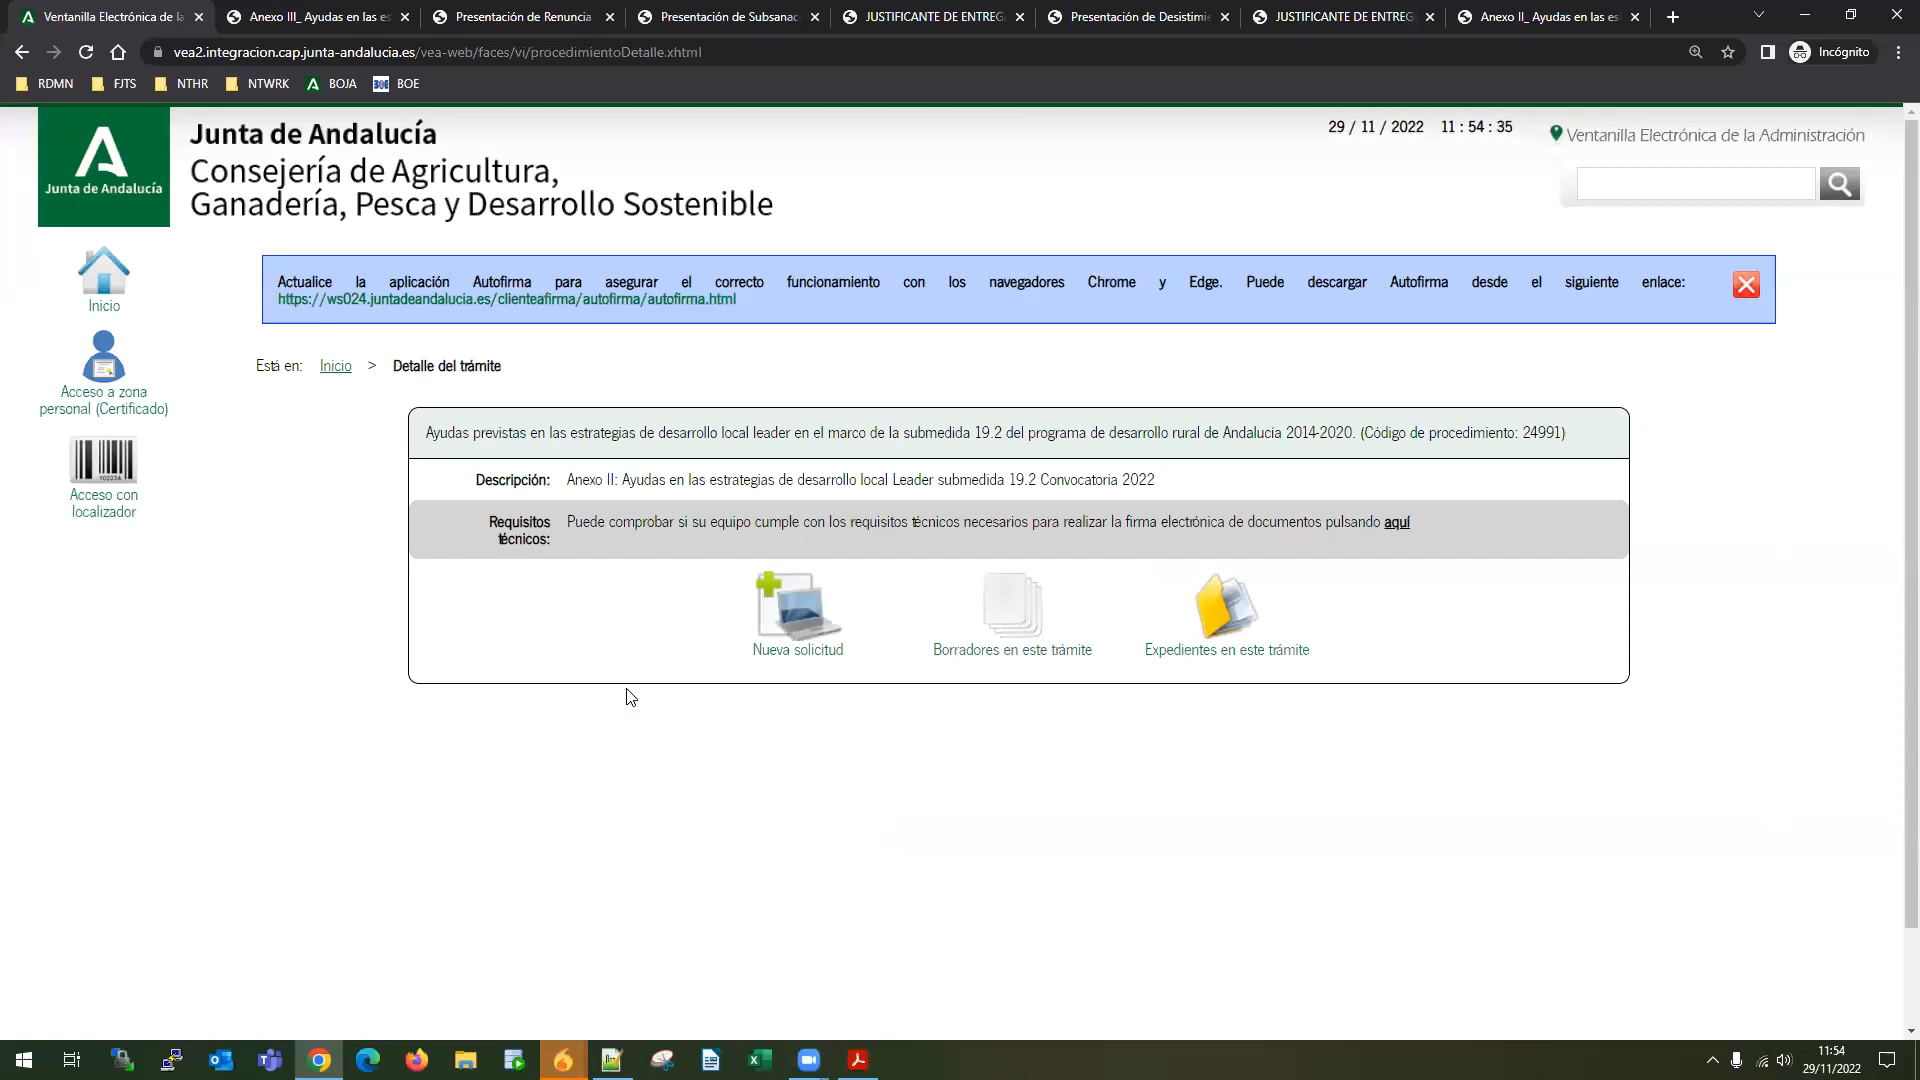 Ventanilla Electrónica de la
Anexo III_ Ayudas en las es
Presentación de Renuncia
Presentación de Subsanac
JUSTIFICANTE DE ENTREG
Presentación de Desistimie
JUSTIFICANTE DE ENTREG
Anexo II_ Ayudas en las es
vea2.integracion.cap.junta-andalucia.es/vea-web/faces/vi/procedimientoDetalle.xhtml
Incógnito
RDMN FJTS NTHR NTWRK BOJA BOE
Junta de Andalucía
Junta de Andalucía
Consejería de Agricultura,
Ganadería, Pesca y Desarrollo Sostenible
29 / 11 / 2022 11 : 54 : 35
Ventanilla Electrónica de la Administración
Inicio
Acceso a zona
personal (Certificado)
102234
Acceso con
localizador
Actualice la aplicación Autofirma para asegurar el correcto funcionamiento con los navegadores Chrome y Edge. Puede descargar Autofirma desde el siguiente enlace:
https://ws024.juntadeandalucia.es/clienteafirma/autofirma/autofirma.html
Está en: Inicio > Detalle del trámite
Ayudas previstas en las estrategias de desarrollo local leader en el marco de la submedida 19.2 del programa de desarrollo rural de Andalucía 2014-2020. (Código de procedimiento: 24991)
Descripción: Anexo II: Ayudas en las estrategias de desarrollo local Leader submedida 19.2 Convocatoria 2022
Requisitos técnicos: Puede comprobar si su equipo cumple con los requisitos técnicos necesarios para realizar la firma electrónica de documentos pulsando aquí
Nueva solicitud
Borradores en este trámite
Expedientes en este trámite
11:54
29/11/2022